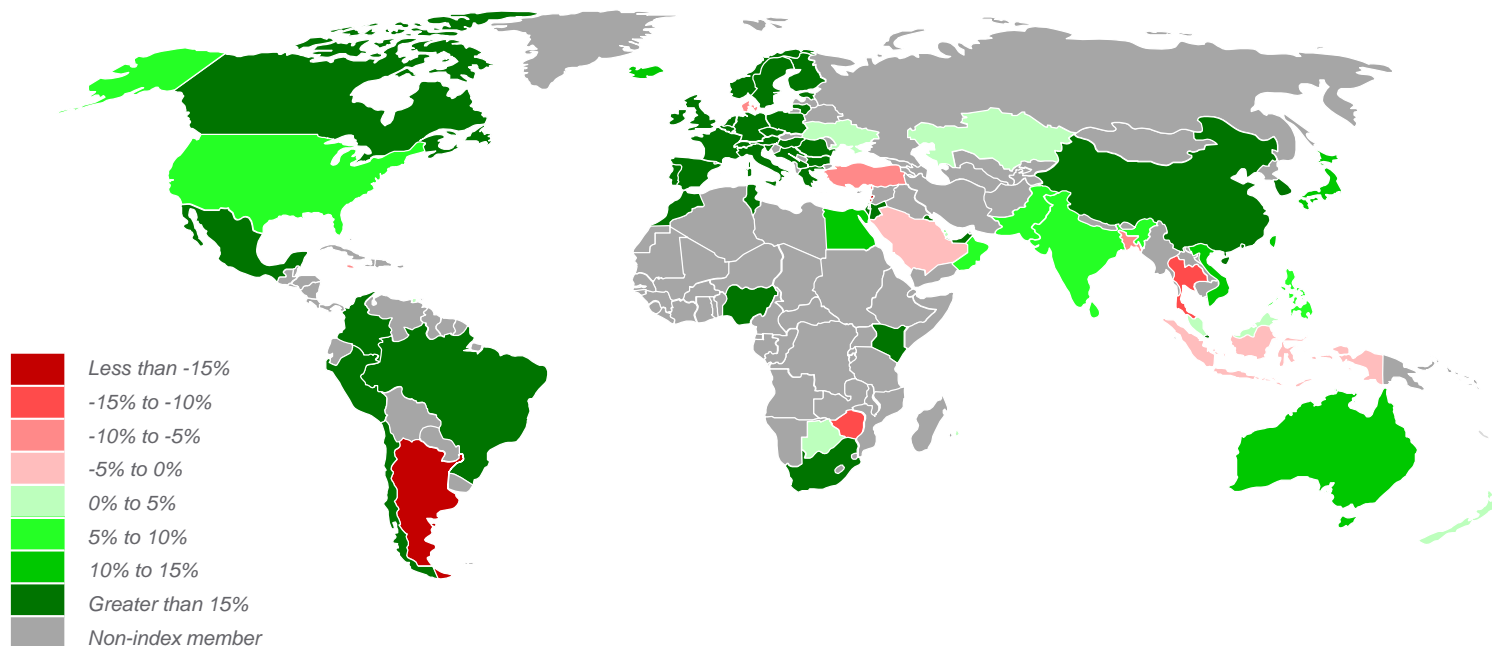 Less than -15%
-15% to -10%
-10% to -5%
-5% to 0%
0% to 5%
5% to 10%
10% to 15%
Greater than 15%
Non-index member